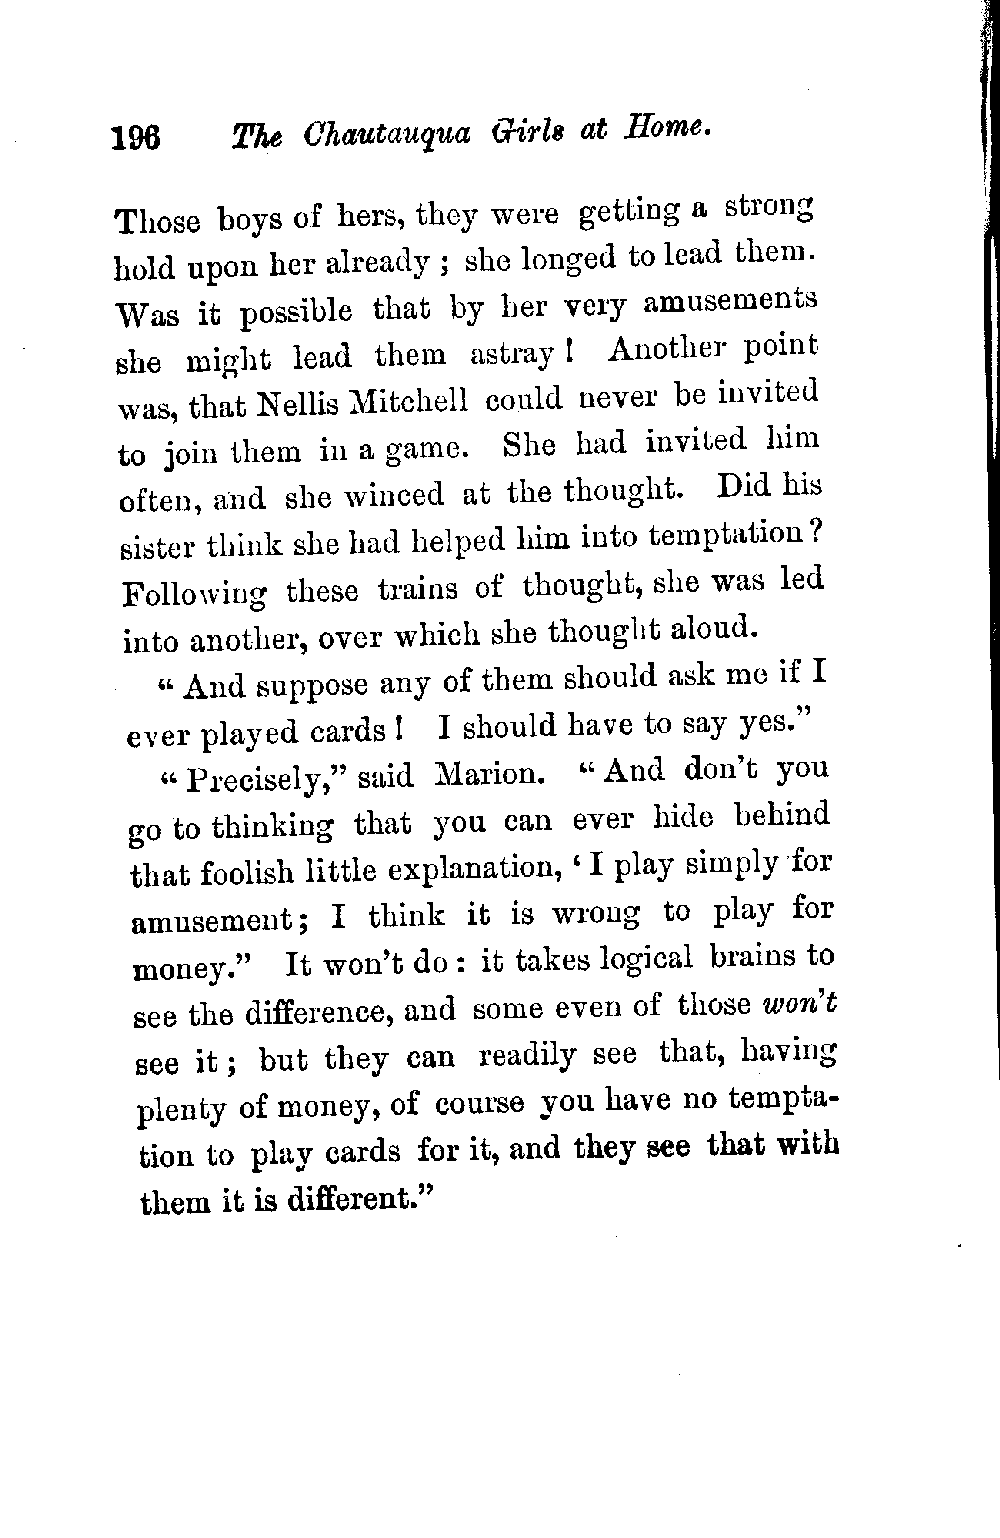 196 The Chautauqua Girls at Home.
Those boys of hers, they were getting a strong
hold upon her already ; she longed to lead them.
Was it possible that by her very amusements
she might lead them astray ! Another point
was, that Nellis Mitchell could never be invited
to join them in a game. She had invited him
often, and she winced at the thought. Did his
sister think she had helped him into temptation ?
Following these trains of thought, she was led
into another, over which she thought aloud.
“ And suppose any of them should ask me if I
ever played cards ! I should have to say yes.”
“ Precisely,” said Marion. “ And don’t you
go to thinking that you can ever hide behind
that foolish little explanation, ‘ I play simply for
amusement ; I think it is wrong to play for
money.” It won’t do : it takes logical brains to
see the difference, and some even of those won’t
see it ; but they can readily see that, having
plenty of money, of course you have no tempta-
tion to play cards for it, and they see that with
them it is different.”